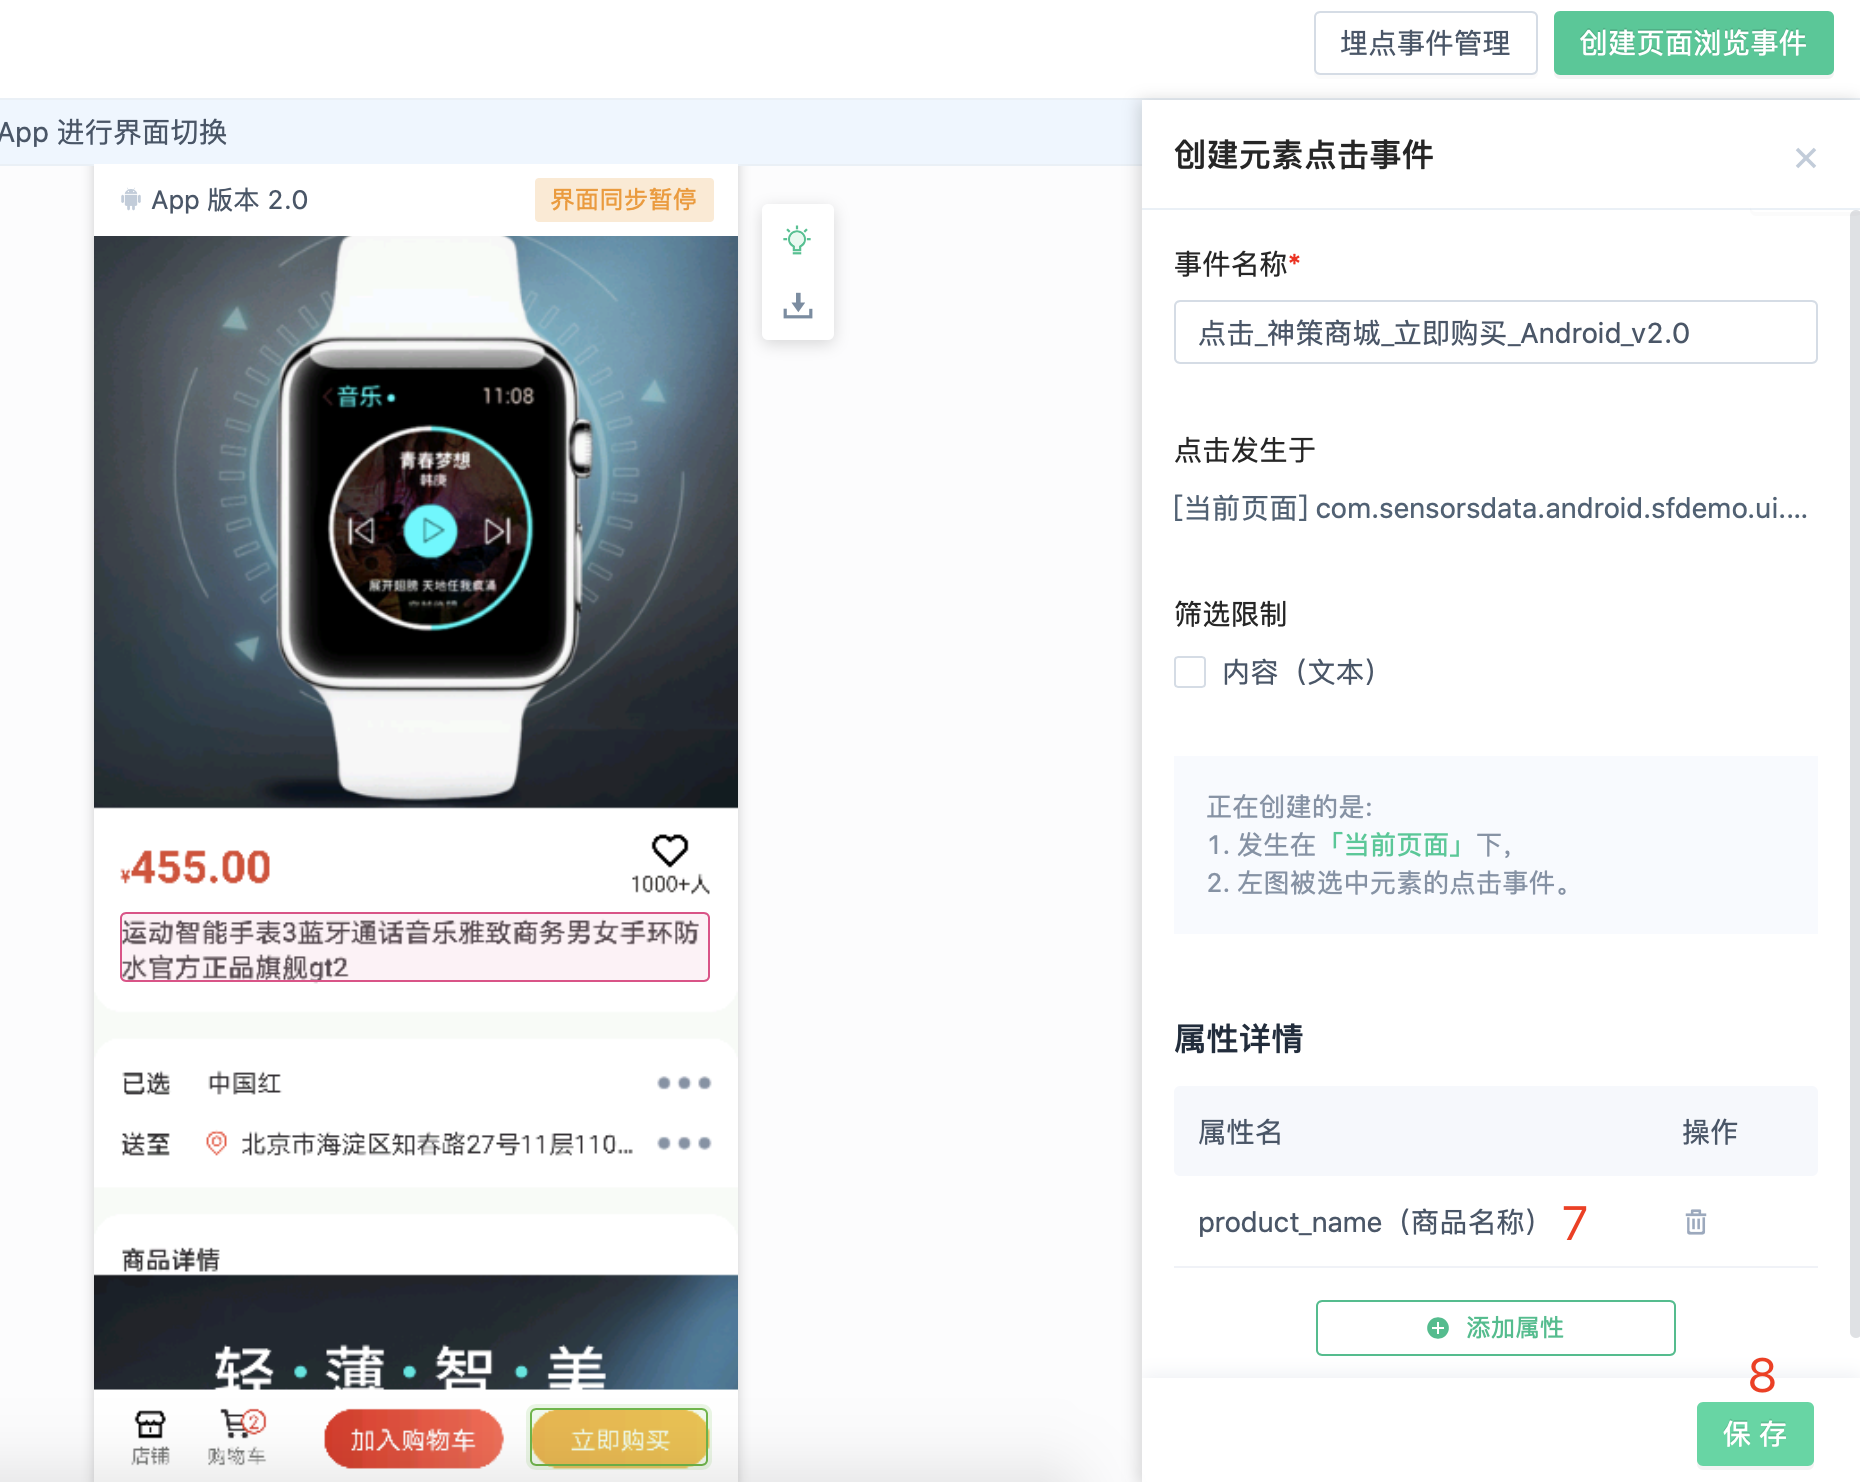 埋点事件管理
创建页面浏览事件
App 进行界面切换
App 版本 2.0
界面同步暂停
音乐
11:08
青春梦想
韩庚
展开翅膀 天地任我疯涌
¥455.00
1000+人
运动智能手表3蓝牙通话音乐雅致商务男女手环防
水官方正品旗舰gt2
已选 中国红
送至 北京市海淀区知春路27号11层110...
商品详情
轻·薄·智·美
店铺
2
购物车
加入购物车
立即购买
创建元素点击事件
事件名称*
点击_神策商城_立即购买_Android_v2.0
点击发生于
[当前页面] com.sensorsdata.android.sfdemo.ui....
筛选限制
内容（文本）
正在创建的是:
1. 发生在「当前页面」下，
2. 左图被选中元素的点击事件。
属性详情
属性名 操作
product_name（商品名称） 7
添加属性
8
保 存